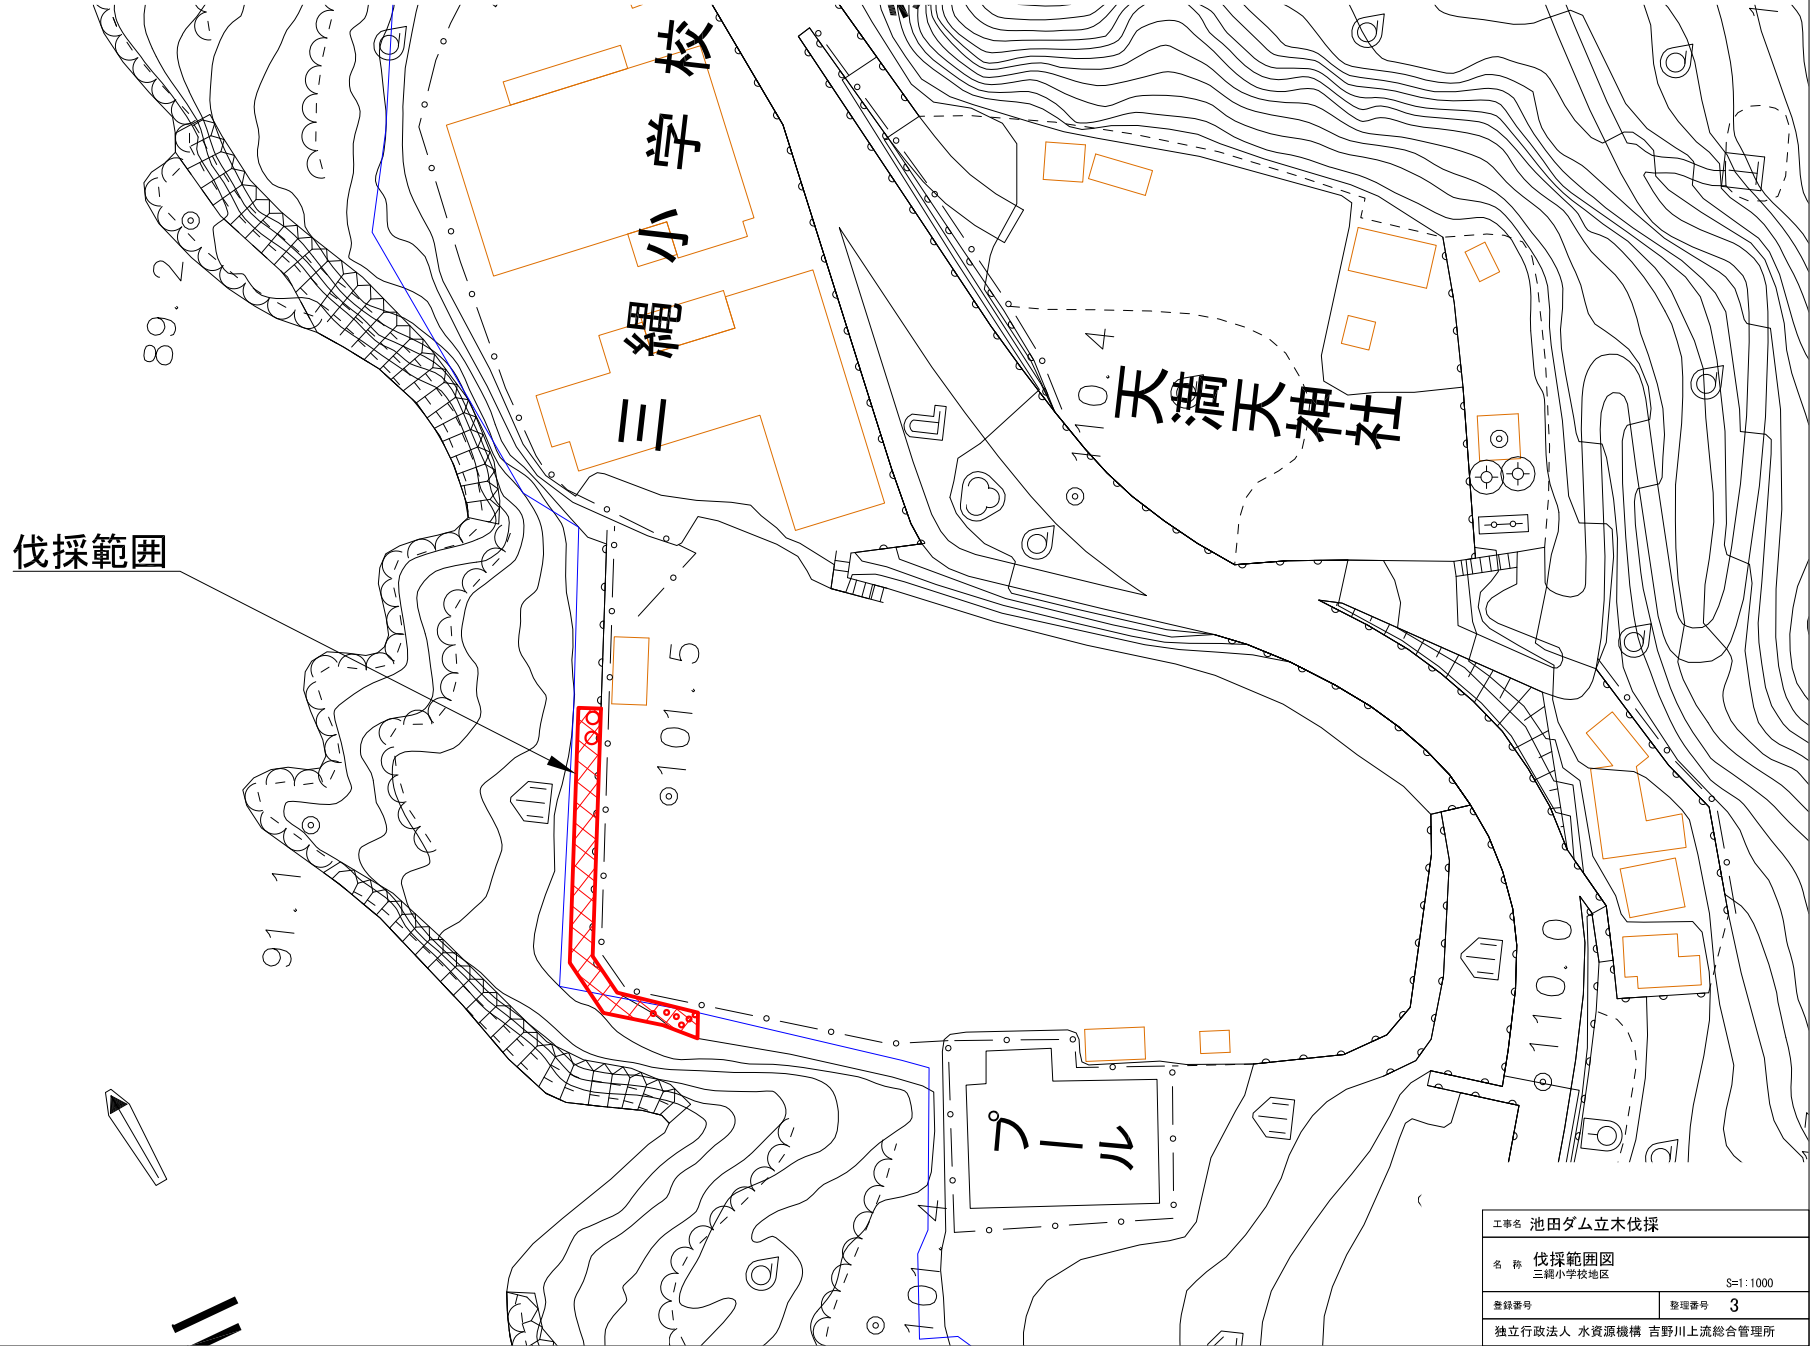 三縄小学校
天満天神社
89.2
110.4
伐採範囲
101.5
91.1
110.0
プール
101.4
工事名 池田ダム立木伐採
名 称 伐採範囲図
三縄小学校地区
S=1:1000
登録番号
整理番号 3
独立行政法人 水資源機構 吉野川上流総合管理所